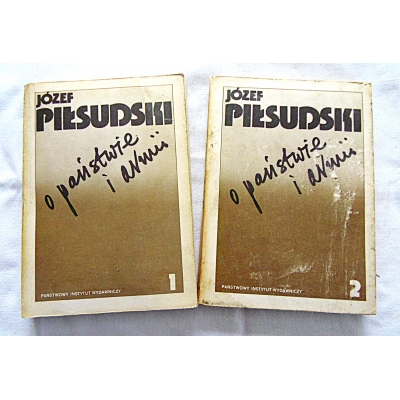 JÓZEF
PIŁSUDSKI
o państwie
i armii
PAŃSTWOWY INSTYTUT WYDAWNICZY
1
JÓZEF
PIŁSUDSKI
o państwie
i armii
PAŃSTWOWY INSTYTUT WYDAWNICZY
2